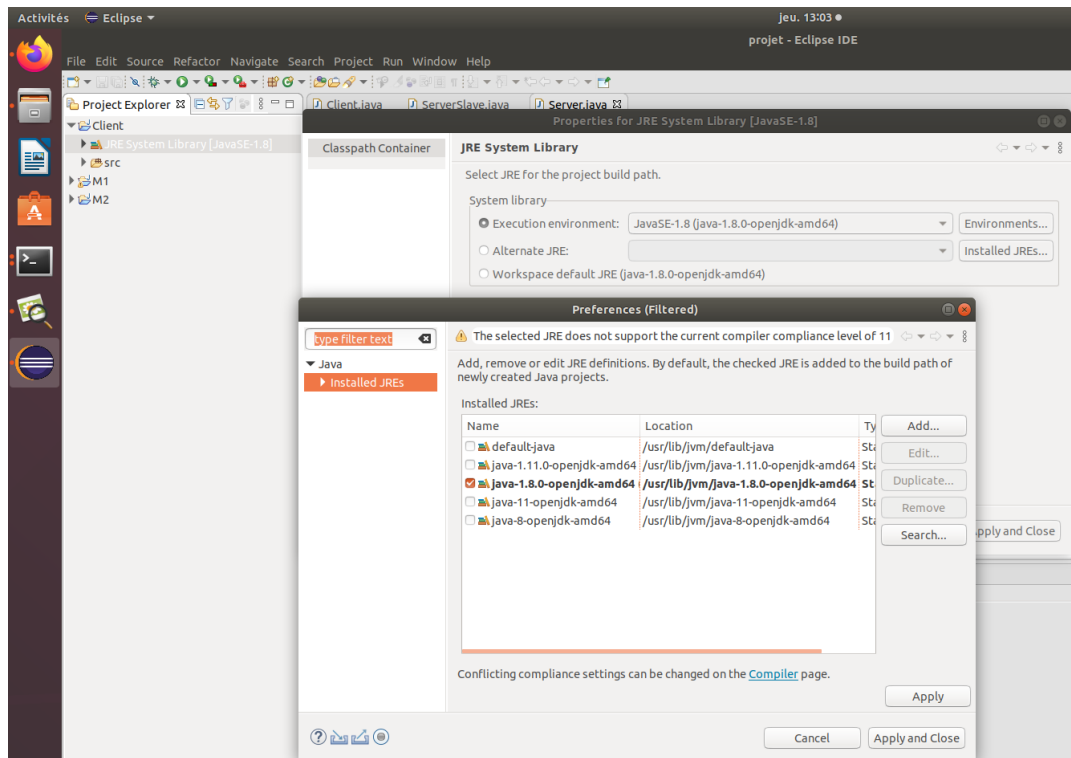 Activités Eclipse jeu. 13:03
projet - Eclipse IDE
File Edit Source Refactor Navigate Search Project Run Window Help
Project Explorer Client.java ServerSlave.java Server.java
Client
JRE System Library [JavaSE-1.8]
src
M1
M2
Properties for JRE System Library [JavaSE-1.8]
Classpath Container JRE System Library
Select JRE for the project build path.
System library
Execution environment: JavaSE-1.8 (java-1.8.0-openjdk-amd64) Environments...
Alternate JRE: Installed JREs...
Workspace default JRE (java-1.8.0-openjdk-amd64)
Preferences (Filtered)
type filter text The selected JRE does not support the current compiler compliance level of 11
Java
Installed JREs
Add, remove or edit JRE definitions. By default, the checked JRE is added to the build path of
newly created Java projects.
Installed JREs:
Name Location Ty Add...
default-java /usr/lib/jvm/default-java Sta Edit...
java-1.11.0-openjdk-amd64 /usr/lib/jvm/java-1.11.0-openjdk-amd64 Sta
java-1.8.0-openjdk-amd64 /usr/lib/jvm/java-1.8.0-openjdk-amd64 St Duplicate...
java-11-openjdk-amd64 /usr/lib/jvm/java-11-openjdk-amd64 Sta Remove
java-8-openjdk-amd64 /usr/lib/jvm/java-8-openjdk-amd64 Sta
Search... pply and Close
Conflicting compliance settings can be changed on the Compiler page.
Apply
Cancel Apply and Close